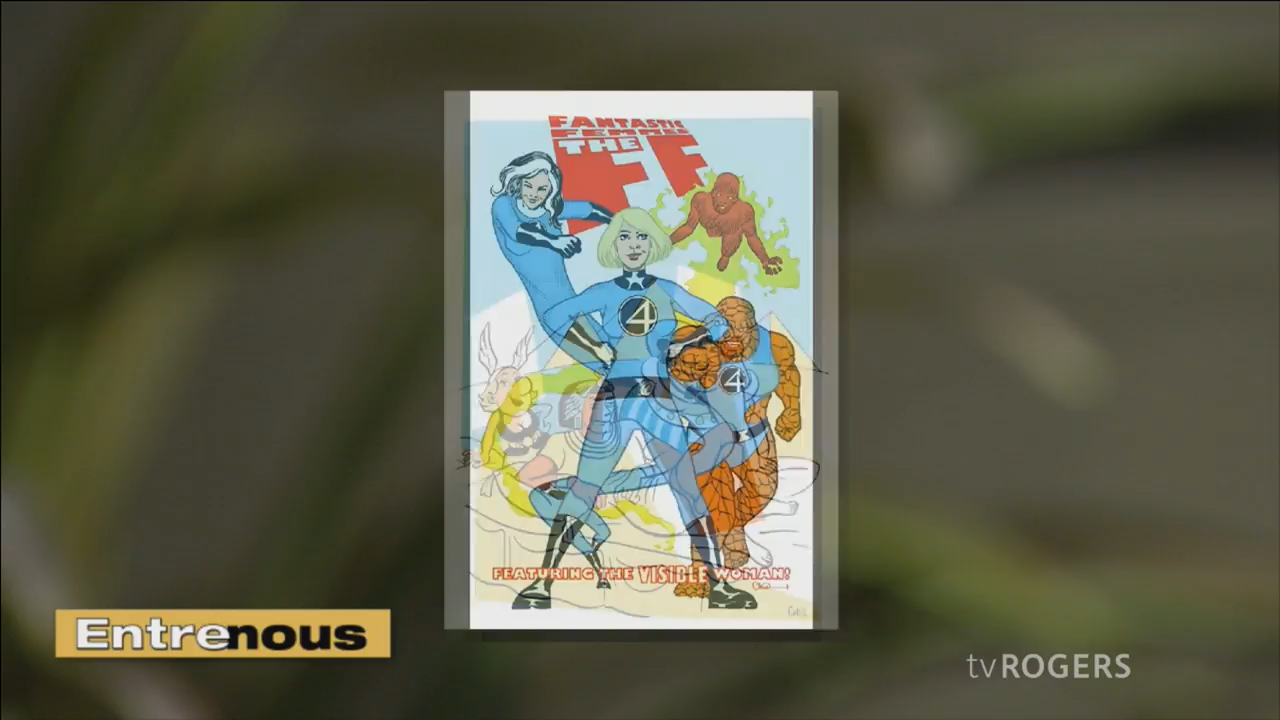 FANTASTIC
FEMMES
THE
FF
4
4
FEATURING THE VISIBLE WOMAN!
Entrenous
tvROGERS